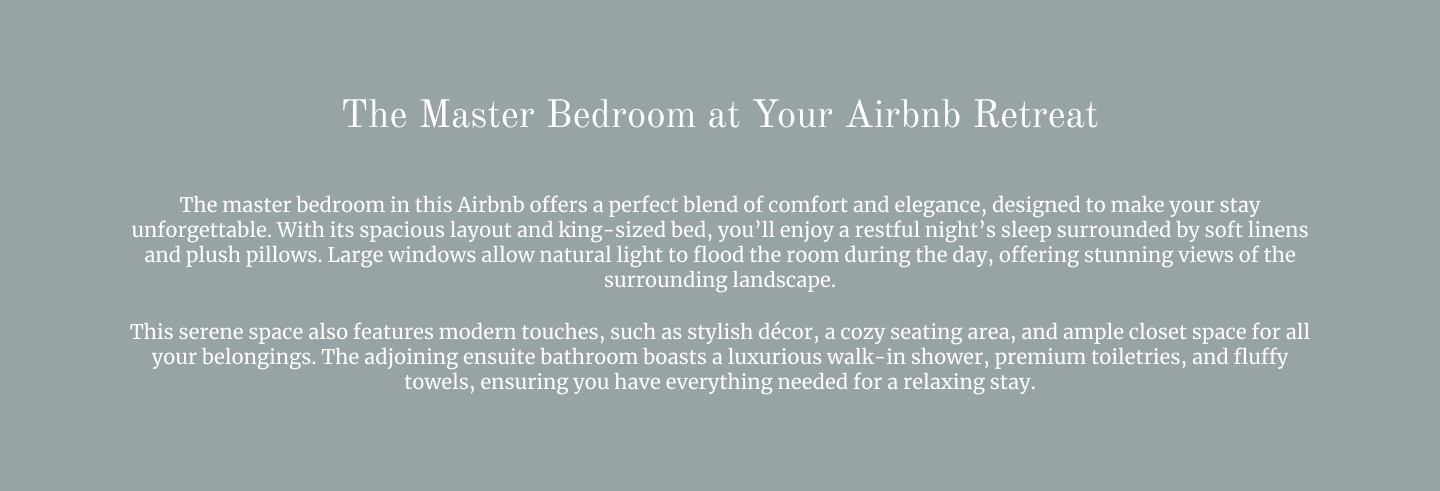 The Master Bedroom at Your Airbnb Retreat
The master bedroom in this Airbnb offers a perfect blend of comfort and elegance, designed to make your stay
unforgettable. With its spacious layout and king-sized bed, you’ll enjoy a restful night’s sleep surrounded by soft linens
and plush pillows. Large windows allow natural light to flood the room during the day, offering stunning views of the
surrounding landscape.
This serene space also features modern touches, such as stylish décor, a cozy seating area, and ample closet space for all
your belongings. The adjoining ensuite bathroom boasts a luxurious walk-in shower, premium toiletries, and fluffy
towels, ensuring you have everything needed for a relaxing stay.